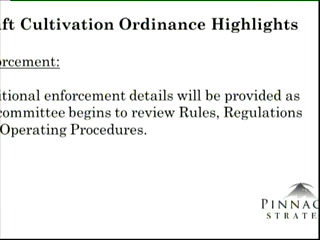 ft Cultivation Ordinance Highlights
orcement:
itional enforcement details will be provided as
committee begins to review Rules, Regulations
Operating Procedures.
PINNAC
STRATE